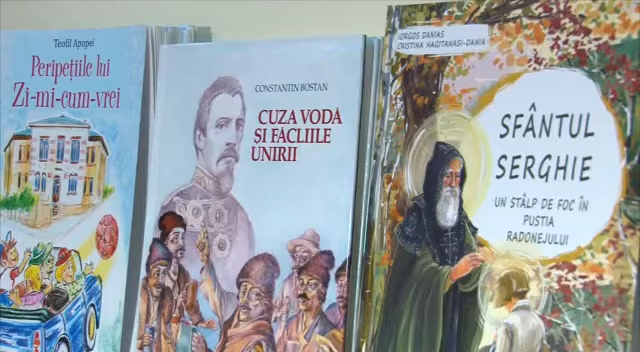 Teofil Apopei
Peripețiile lui
Zi-mi-cum-vrei
CONSTANTIN BOSTAN
CUZA VODĂ
ȘI FĂCLIILE
UNIRII
IORGOS DANIAS
CRISTINA HAGITANASI-DANIA
SFÂNTUL
SERGHIE
UN STÂLP DE FOC ÎN
PUSTIA
RADONEJULUI